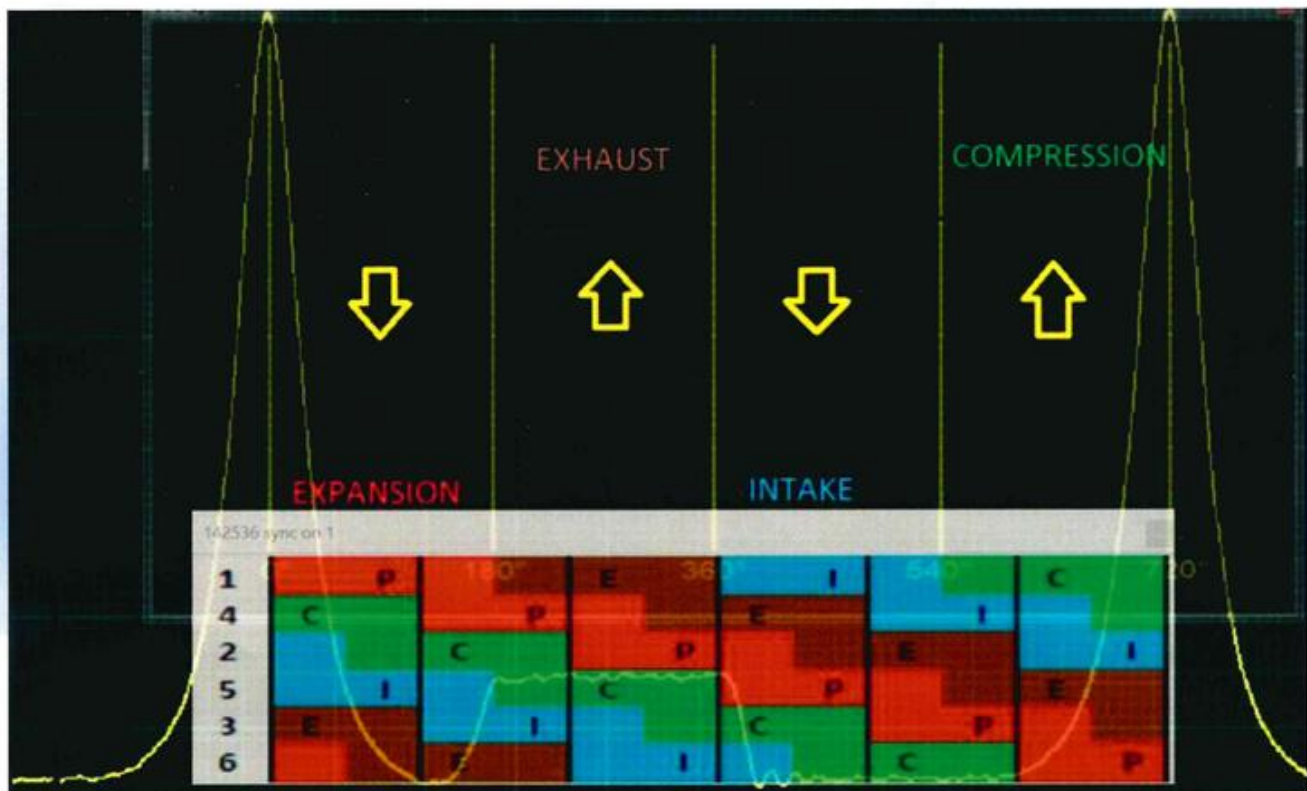 EXHAUST
COMPRESSION
EXPANSION
INTAKE
142536 sync on 1
180° 360° 540° 720°
1 P E I C
4 C P E I
2 C P E I
5 I C P E
3 E I C P
6 E I C P